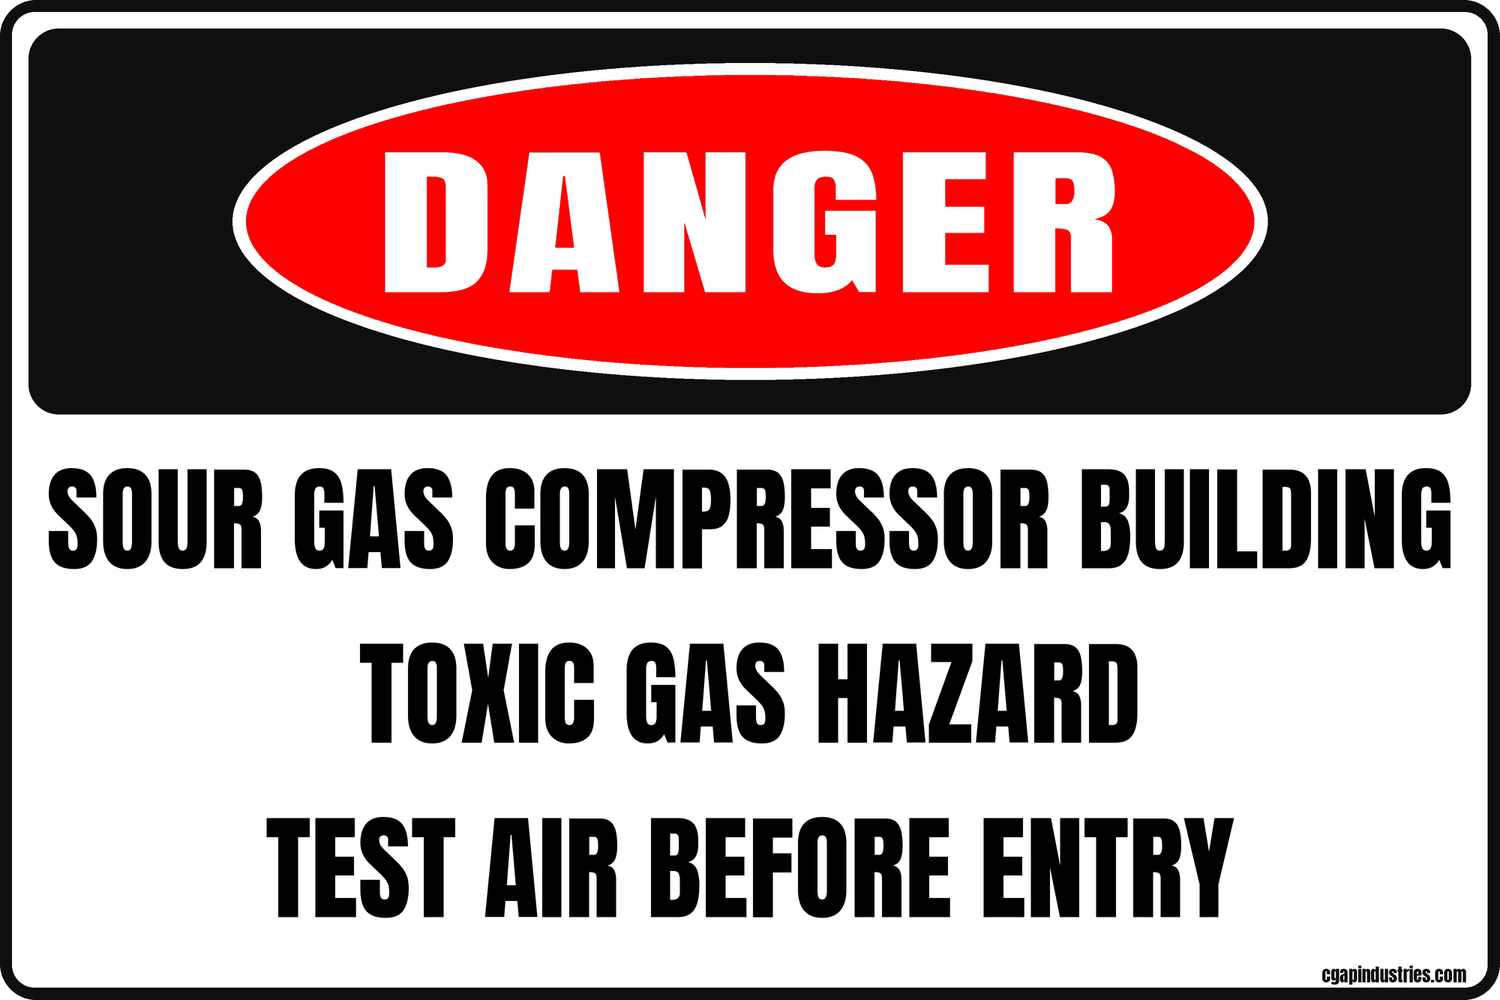 DANGER
SOUR GAS COMPRESSOR BUILDING
TOXIC GAS HAZARD
TEST AIR BEFORE ENTRY
cgapindustries.com